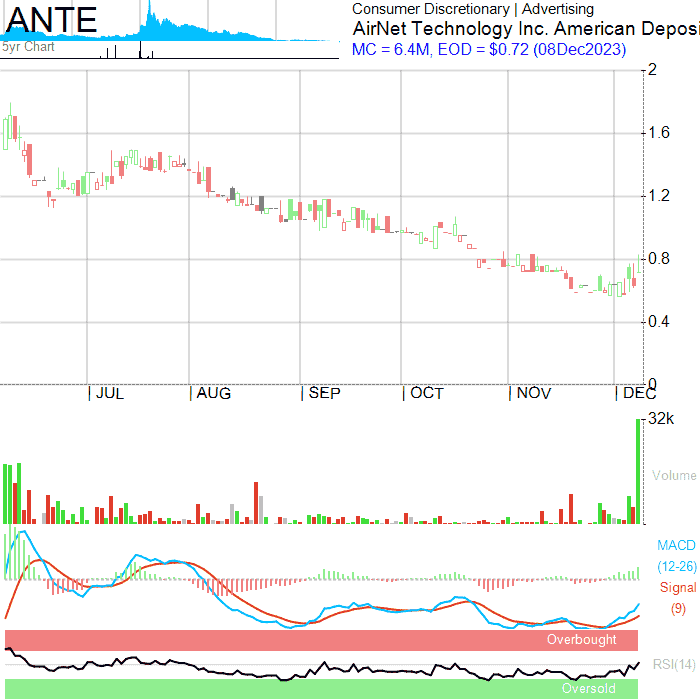 ANTE
5yr Chart
Consumer Discretionary | Advertising
AirNet Technology Inc. American Deposi
MC = 6.4M, EOD = $0.72 (08Dec2023)
2
1.6
1.2
0.8
0.4
0
JUL
AUG
SEP
OCT
NOV
DEC
32k
Volume
MACD
(12-26)
Signal
(9)
Overbought
RSI(14)
Oversold